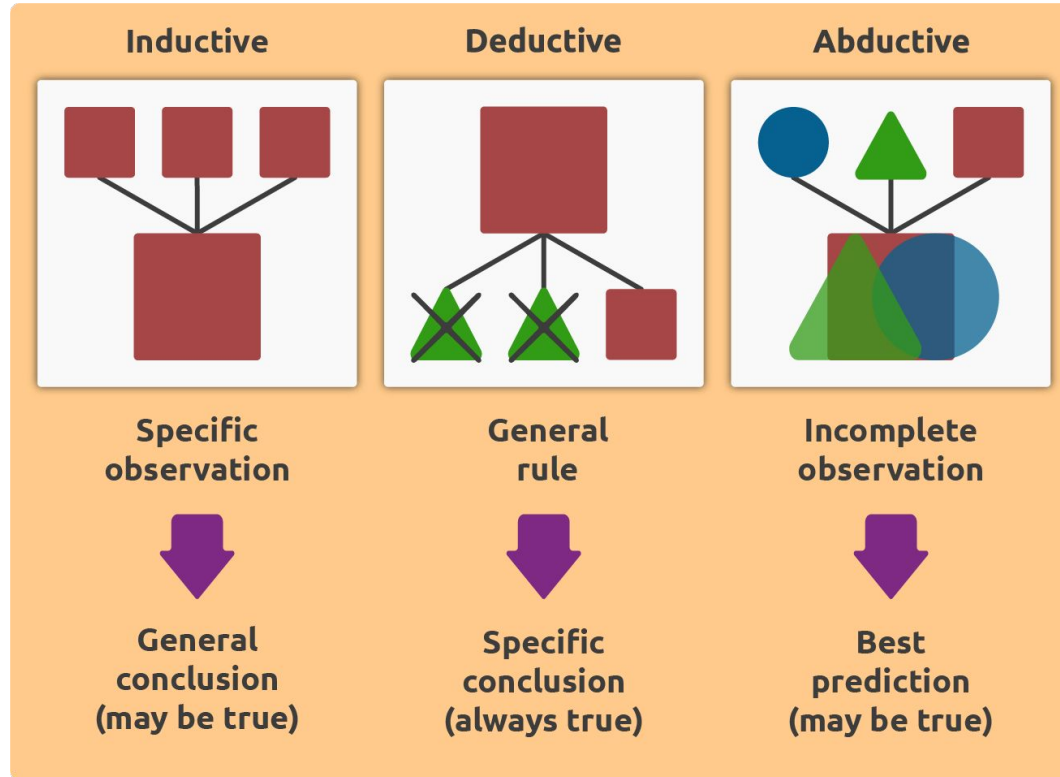 Inductive
Deductive
Abductive
Specific
observation
General
rule
Incomplete
observation
General
conclusion
(may be true)
Specific
conclusion
(always true)
Best
prediction
(may be true)